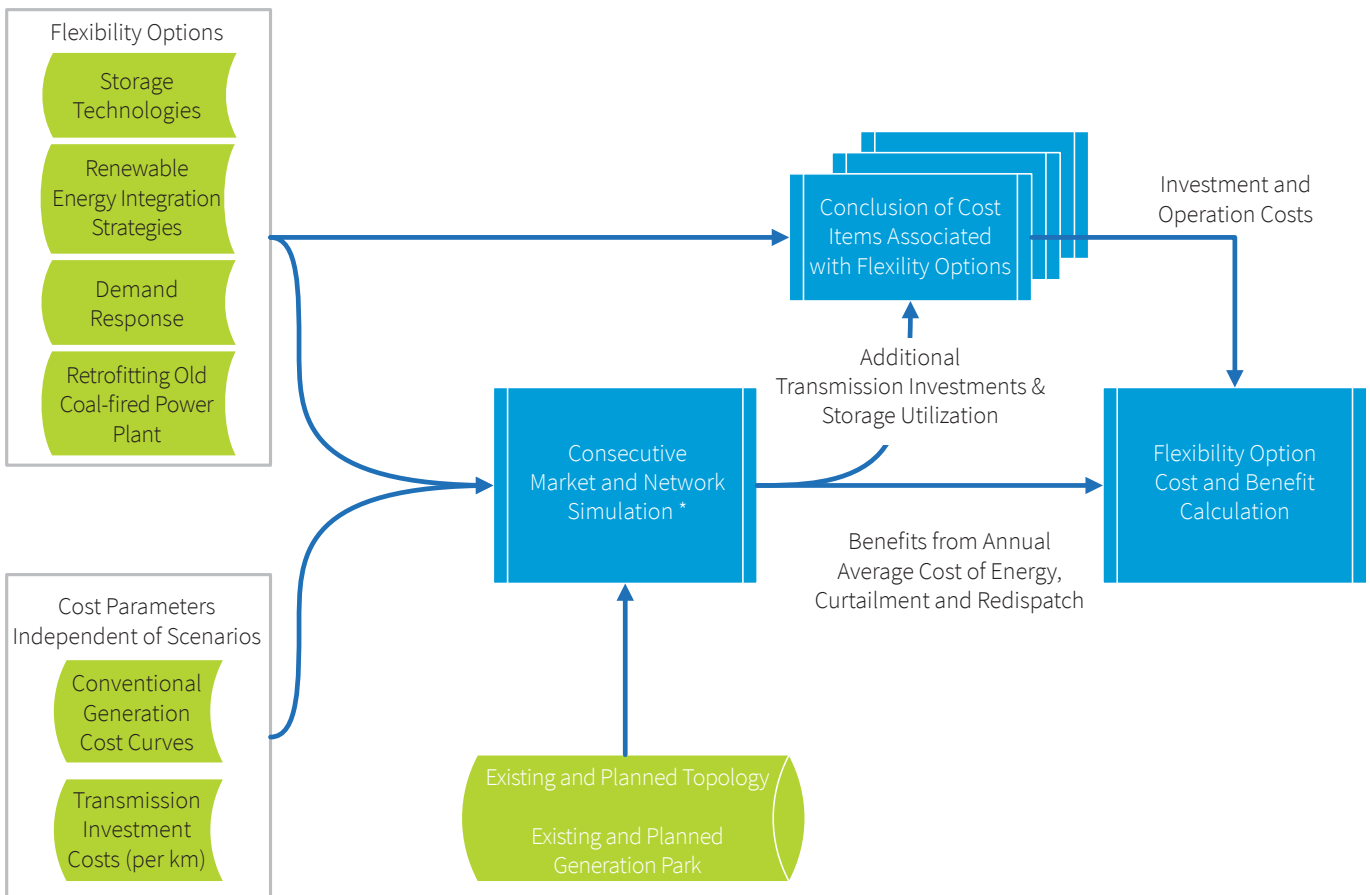 Flexibility Options
Storage
Technologies
Renewable
Energy Integration
Strategies
Demand
Response
Retrofitting Old
Coal-fired Power
Plant
Cost Parameters
Independent of Scenarios
Conventional
Generation
Cost Curves
Transmission
Investment
Costs (per km)
Consecutive
Market and Network
Simulation *
Existing and Planned Topology
Existing and Planned
Generation Park
Conclusion of Cost
Items Associated
with Flexility Options
Additional
Transmission Investments &
Storage Utilization
Investment and
Operation Costs
Benefits from Annual
Average Cost of Energy,
Curtailment and Redispatch
Flexibility Option
Cost and Benefit
Calculation